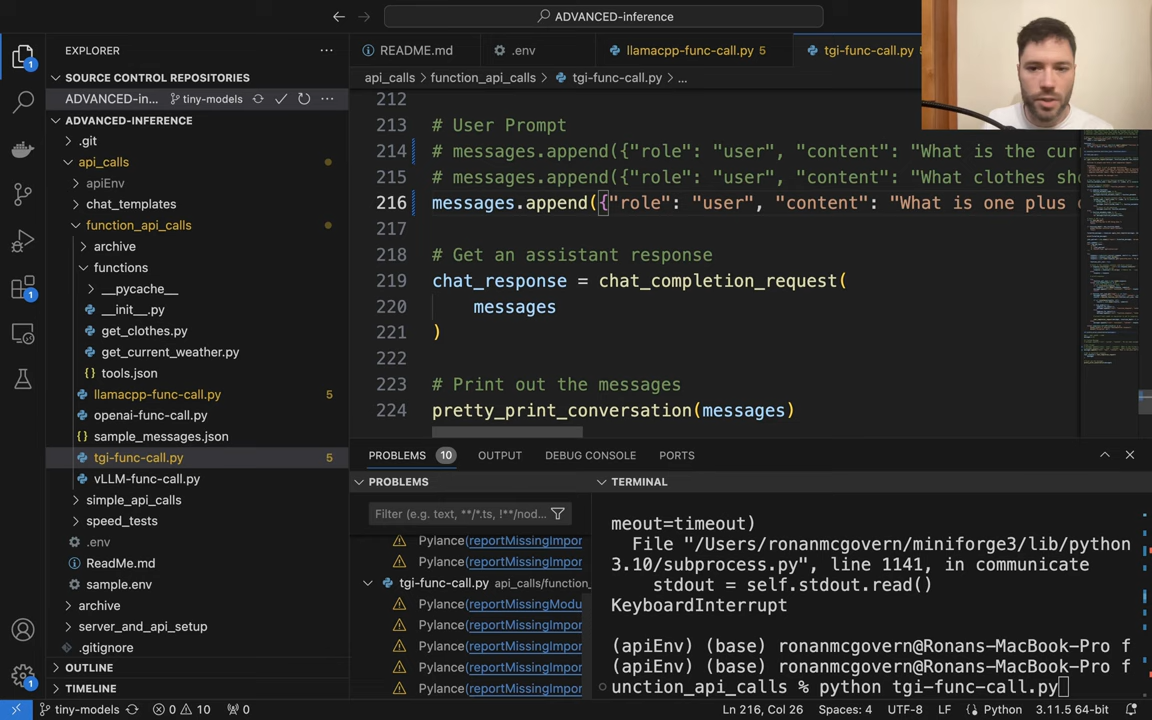 ADVANCED-inference
EXPLORER
SOURCE CONTROL REPOSITORIES
ADVANCED-in... tiny-models
ADVANCED-INFERENCE
.git
api_calls
apiEnv
chat_templates
function_api_calls
archive
functions
__pycache__
__init__.py
get_clothes.py
get_current_weather.py
tools.json
llamacpp-func-call.py 5
openai-func-call.py
sample_messages.json
tgi-func-call.py 5
vLLM-func-call.py
simple_api_calls
speed_tests
.env
ReadMe.md
sample.env
archive
server_and_api_setup
.gitignore
OUTLINE
TIMELINE
README.md .env llamacpp-func-call.py 5 tgi-func-call.py
api_calls > function_api_calls > tgi-func-call.py > ...
212
213 # User Prompt
214 # messages.append({"role": "user", "content": "What is the cur
215 # messages.append({"role": "user", "content": "What clothes sh
216 messages.append({"role": "user", "content": "What is one plus
217
218 # Get an assistant response
219 chat_response = chat_completion_request(
220 messages
221 )
222
223 # Print out the messages
224 pretty_print_conversation(messages)
PROBLEMS 10 OUTPUT DEBUG CONSOLE PORTS
PROBLEMS
Filter (e.g. text, **/*.ts, !**/nod...
Pylance(reportMissingImpor
Pylance(reportMissingImpor
tgi-func-call.py api_calls/function_
Pylance(reportMissingModu
Pylance(reportMissingImpor
Pylance(reportMissingImpor
Pylance(reportMissingImpor
Pylance(reportMissingImpor
TERMINAL
meout=timeout)
File "/Users/ronanmcgovern/miniforge3/lib/python
3.10/subprocess.py", line 1141, in communicate
stdout = self.stdout.read()
KeyboardInterrupt
(apiEnv) (base) ronanmcgovern@Ronans-MacBook-Pro f
(apiEnv) (base) ronanmcgovern@Ronans-MacBook-Pro f
unction_api_calls % python tgi-func-call.py
1
1
1
tiny-models 0 10 0 Ln 216, Col 26 Spaces: 4 UTF-8 LF Python 3.11.5 64-bit